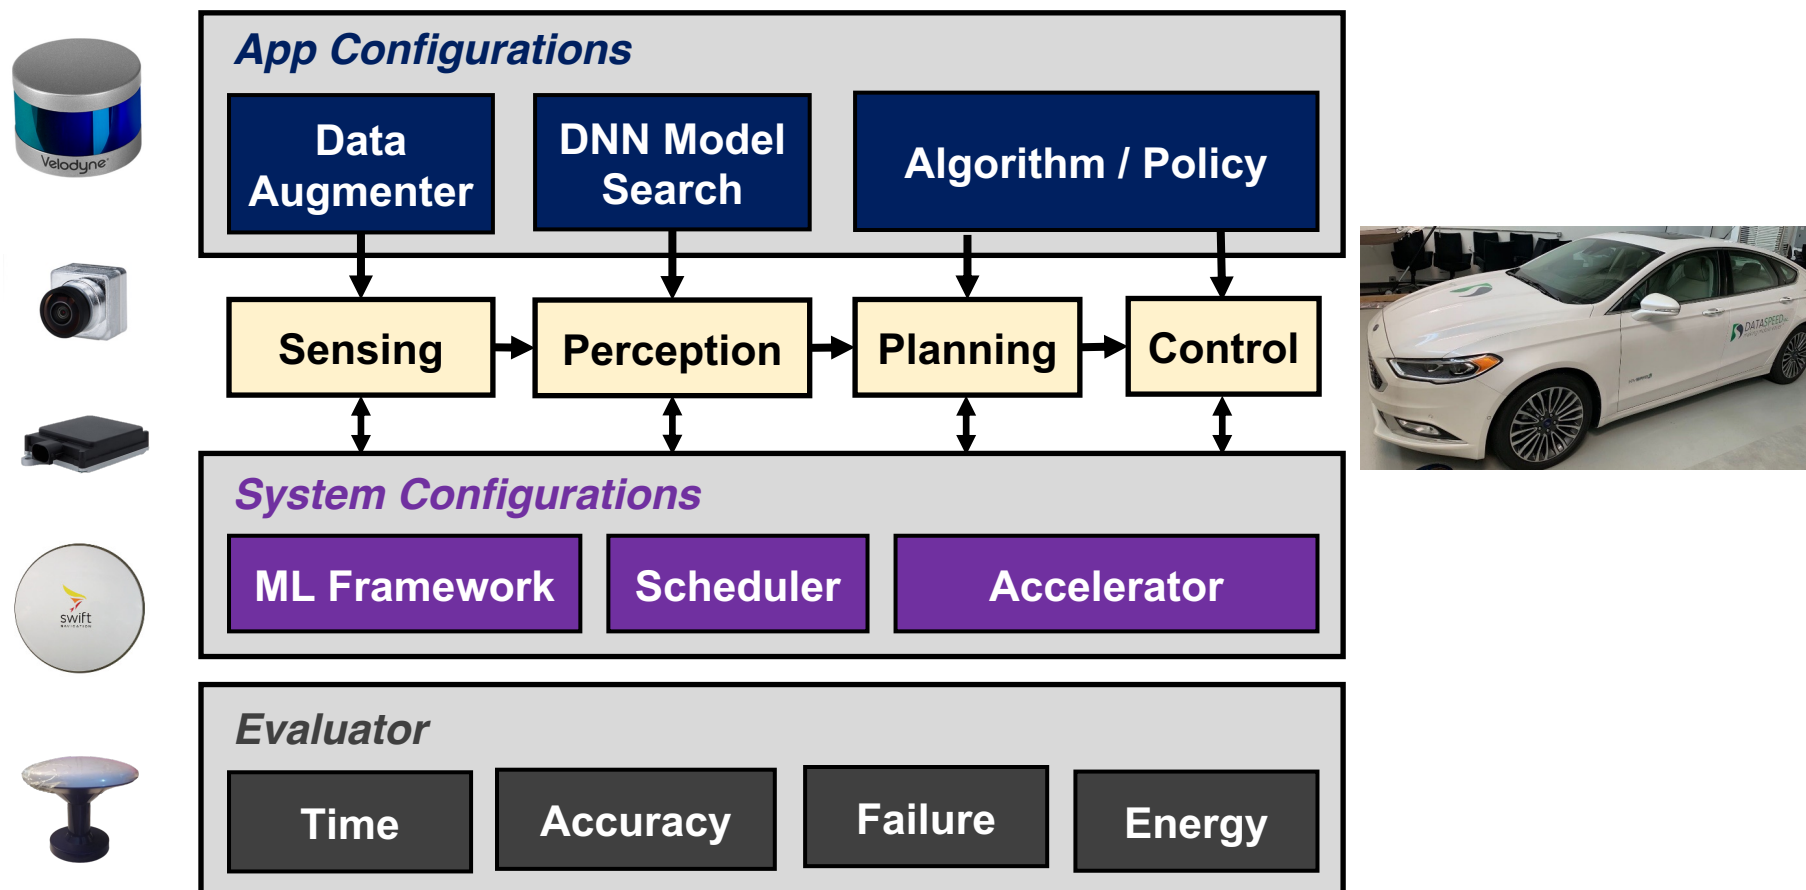 App Configurations
Data
Augmenter
DNN Model
Search
Algorithm / Policy
Velodyne
Sensing
Perception
Planning
Control
DATASPEED
System Configurations
ML Framework
Scheduler
Accelerator
swift
NAVIGATION
Evaluator
Time
Accuracy
Failure
Energy